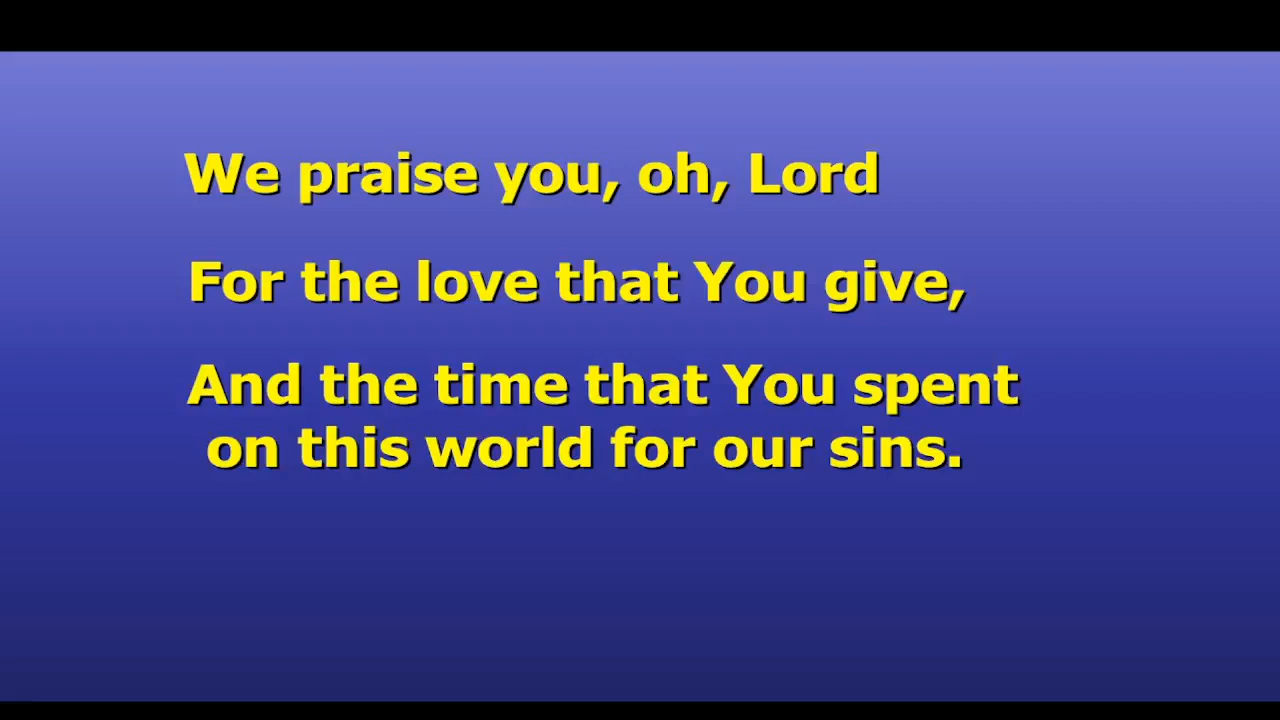 We praise you, oh, Lord
For the love that You give,
And the time that You spent
on this world for our sins.